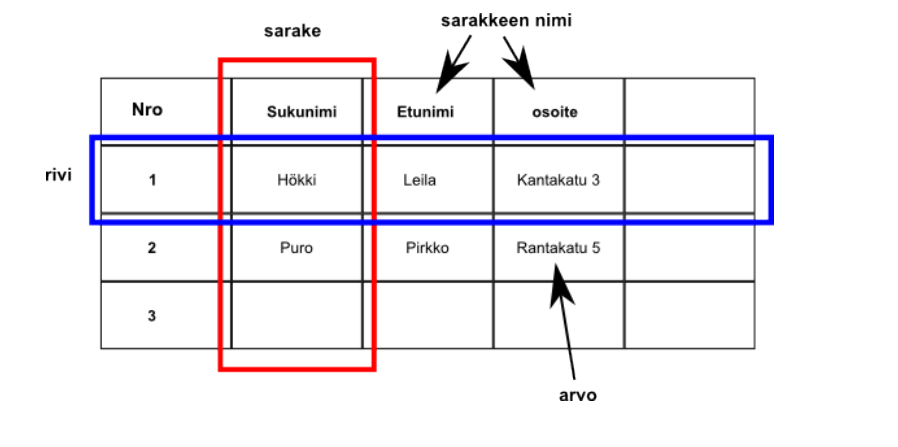 sarakkeen nimi
sarake
Nro Sukunimi Etunimi osoite
rivi 1 Hökki Leila Kantakatu 3
2 Puro Pirkko Rantakatu 5
3
arvo